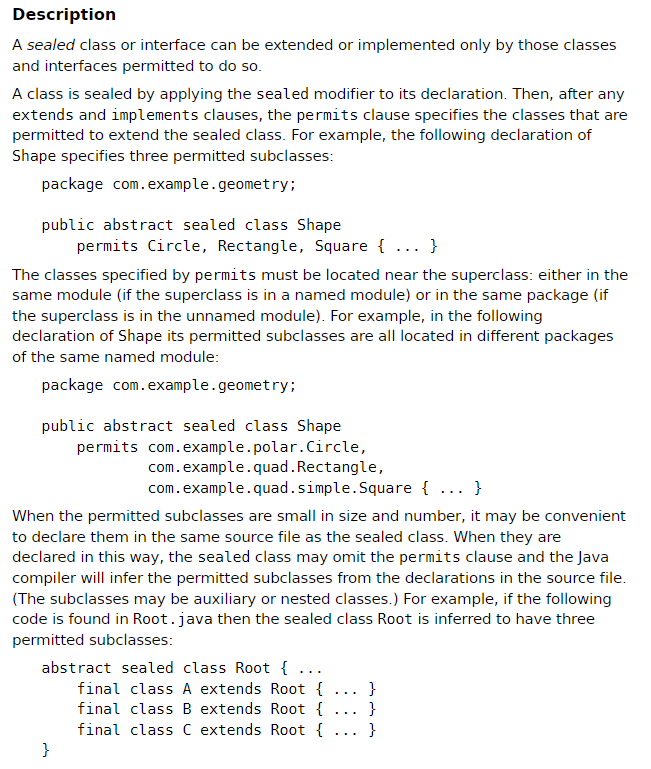 Description
A sealed class or interface can be extended or implemented only by those classes
and interfaces permitted to do so.
A class is sealed by applying the sealed modifier to its declaration. Then, after any
extends and implements clauses, the permits clause specifies the classes that are
permitted to extend the sealed class. For example, the following declaration of
Shape specifies three permitted subclasses:
package com.example.geometry;
public abstract sealed class Shape
    permits Circle, Rectangle, Square { ... }
The classes specified by permits must be located near the superclass: either in the
same module (if the superclass is in a named module) or in the same package (if
the superclass is in the unnamed module). For example, in the following
declaration of Shape its permitted subclasses are all located in different packages
of the same named module:
package com.example.geometry;
public abstract sealed class Shape
    permits com.example.polar.Circle,
            com.example.quad.Rectangle,
            com.example.quad.simple.Square { ... }
When the permitted subclasses are small in size and number, it may be convenient
to declare them in the same source file as the sealed class. When they are
declared in this way, the sealed class may omit the permits clause and the Java
compiler will infer the permitted subclasses from the declarations in the source file.
(The subclasses may be auxiliary or nested classes.) For example, if the following
code is found in Root.java then the sealed class Root is inferred to have three
permitted subclasses:
abstract sealed class Root { ...
    final class A extends Root { ... }
    final class B extends Root { ... }
    final class C extends Root { ... }
}